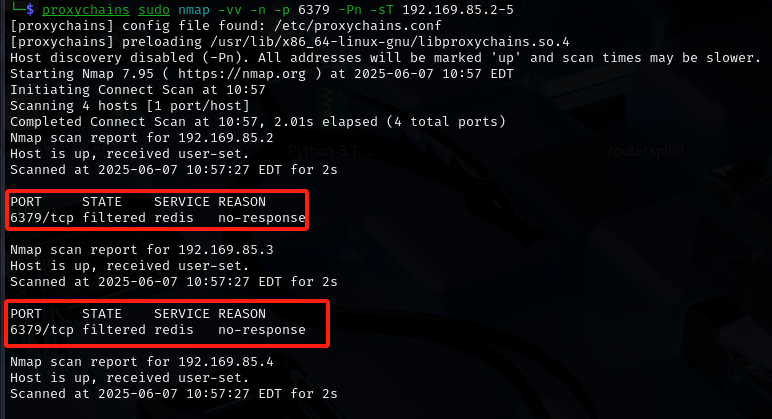 └─$ proxychains sudo nmap -vv -n -p 6379 -Pn -sT 192.169.85.2-5
[proxychains] config file found: /etc/proxychains.conf
[proxychains] preloading /usr/lib/x86_64-linux-gnu/libproxychains.so.4
Host discovery disabled (-Pn). All addresses will be marked 'up' and scan times may be slower.
Starting Nmap 7.95 ( https://nmap.org ) at 2025-06-07 10:57 EDT
Initiating Connect Scan at 10:57
Scanning 4 hosts [1 port/host]
Completed Connect Scan at 10:57, 2.01s elapsed (4 total ports)
Nmap scan report for 192.169.85.2
Host is up, received user-set.
Python-3.1...
routersploit
Scanned at 2025-06-07 10:57:27 EDT for 2s
PORT     STATE    SERVICE REASON
6379/tcp filtered redis   no-response
Nmap scan report for 192.169.85.3
Host is up, received user-set.
Scanned at 2025-06-07 10:57:27 EDT for 2s
PORT     STATE    SERVICE REASON
6379/tcp filtered redis   no-response
Nmap scan report for 192.169.85.4
Host is up, received user-set.
Scanned at 2025-06-07 10:57:27 EDT for 2s